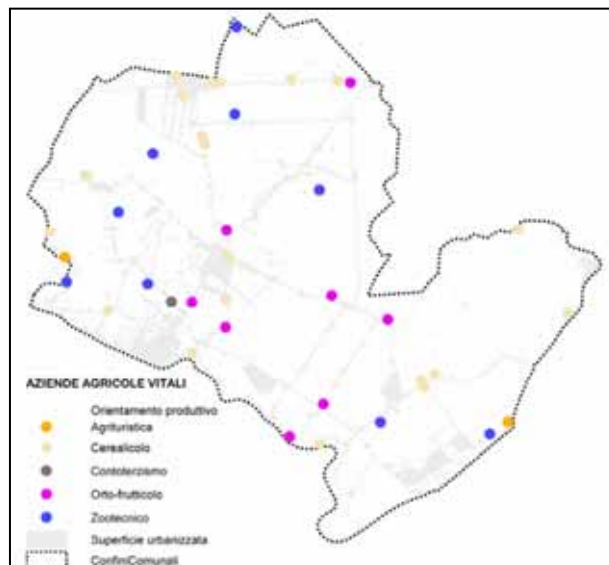 AZIENDE AGRICOLE VITALI
Orientamento produttivo
Agrituristica
Cerealicolo
Contoterzismo
Orto-frutticolo
Zootecnico
Superficie urbanizzata
ConfiniComunali